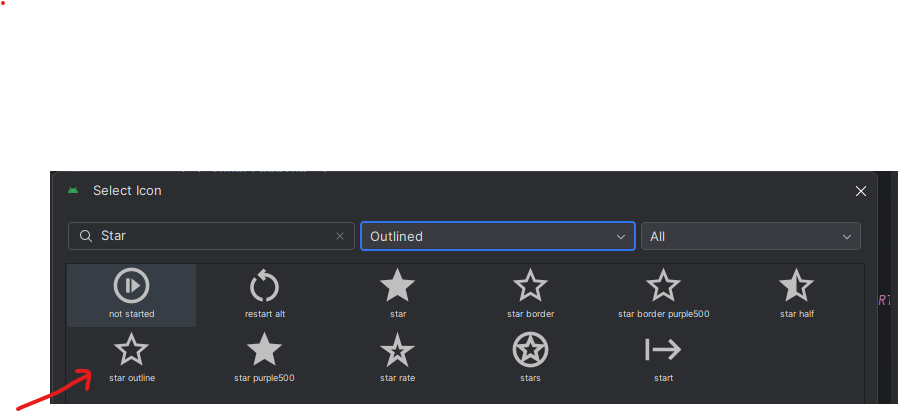 Select Icon
Star
Outlined
All
not started
restart alt
star
star border
star border purple500
star half
star outline
star purple500
star rate
stars
start
RT